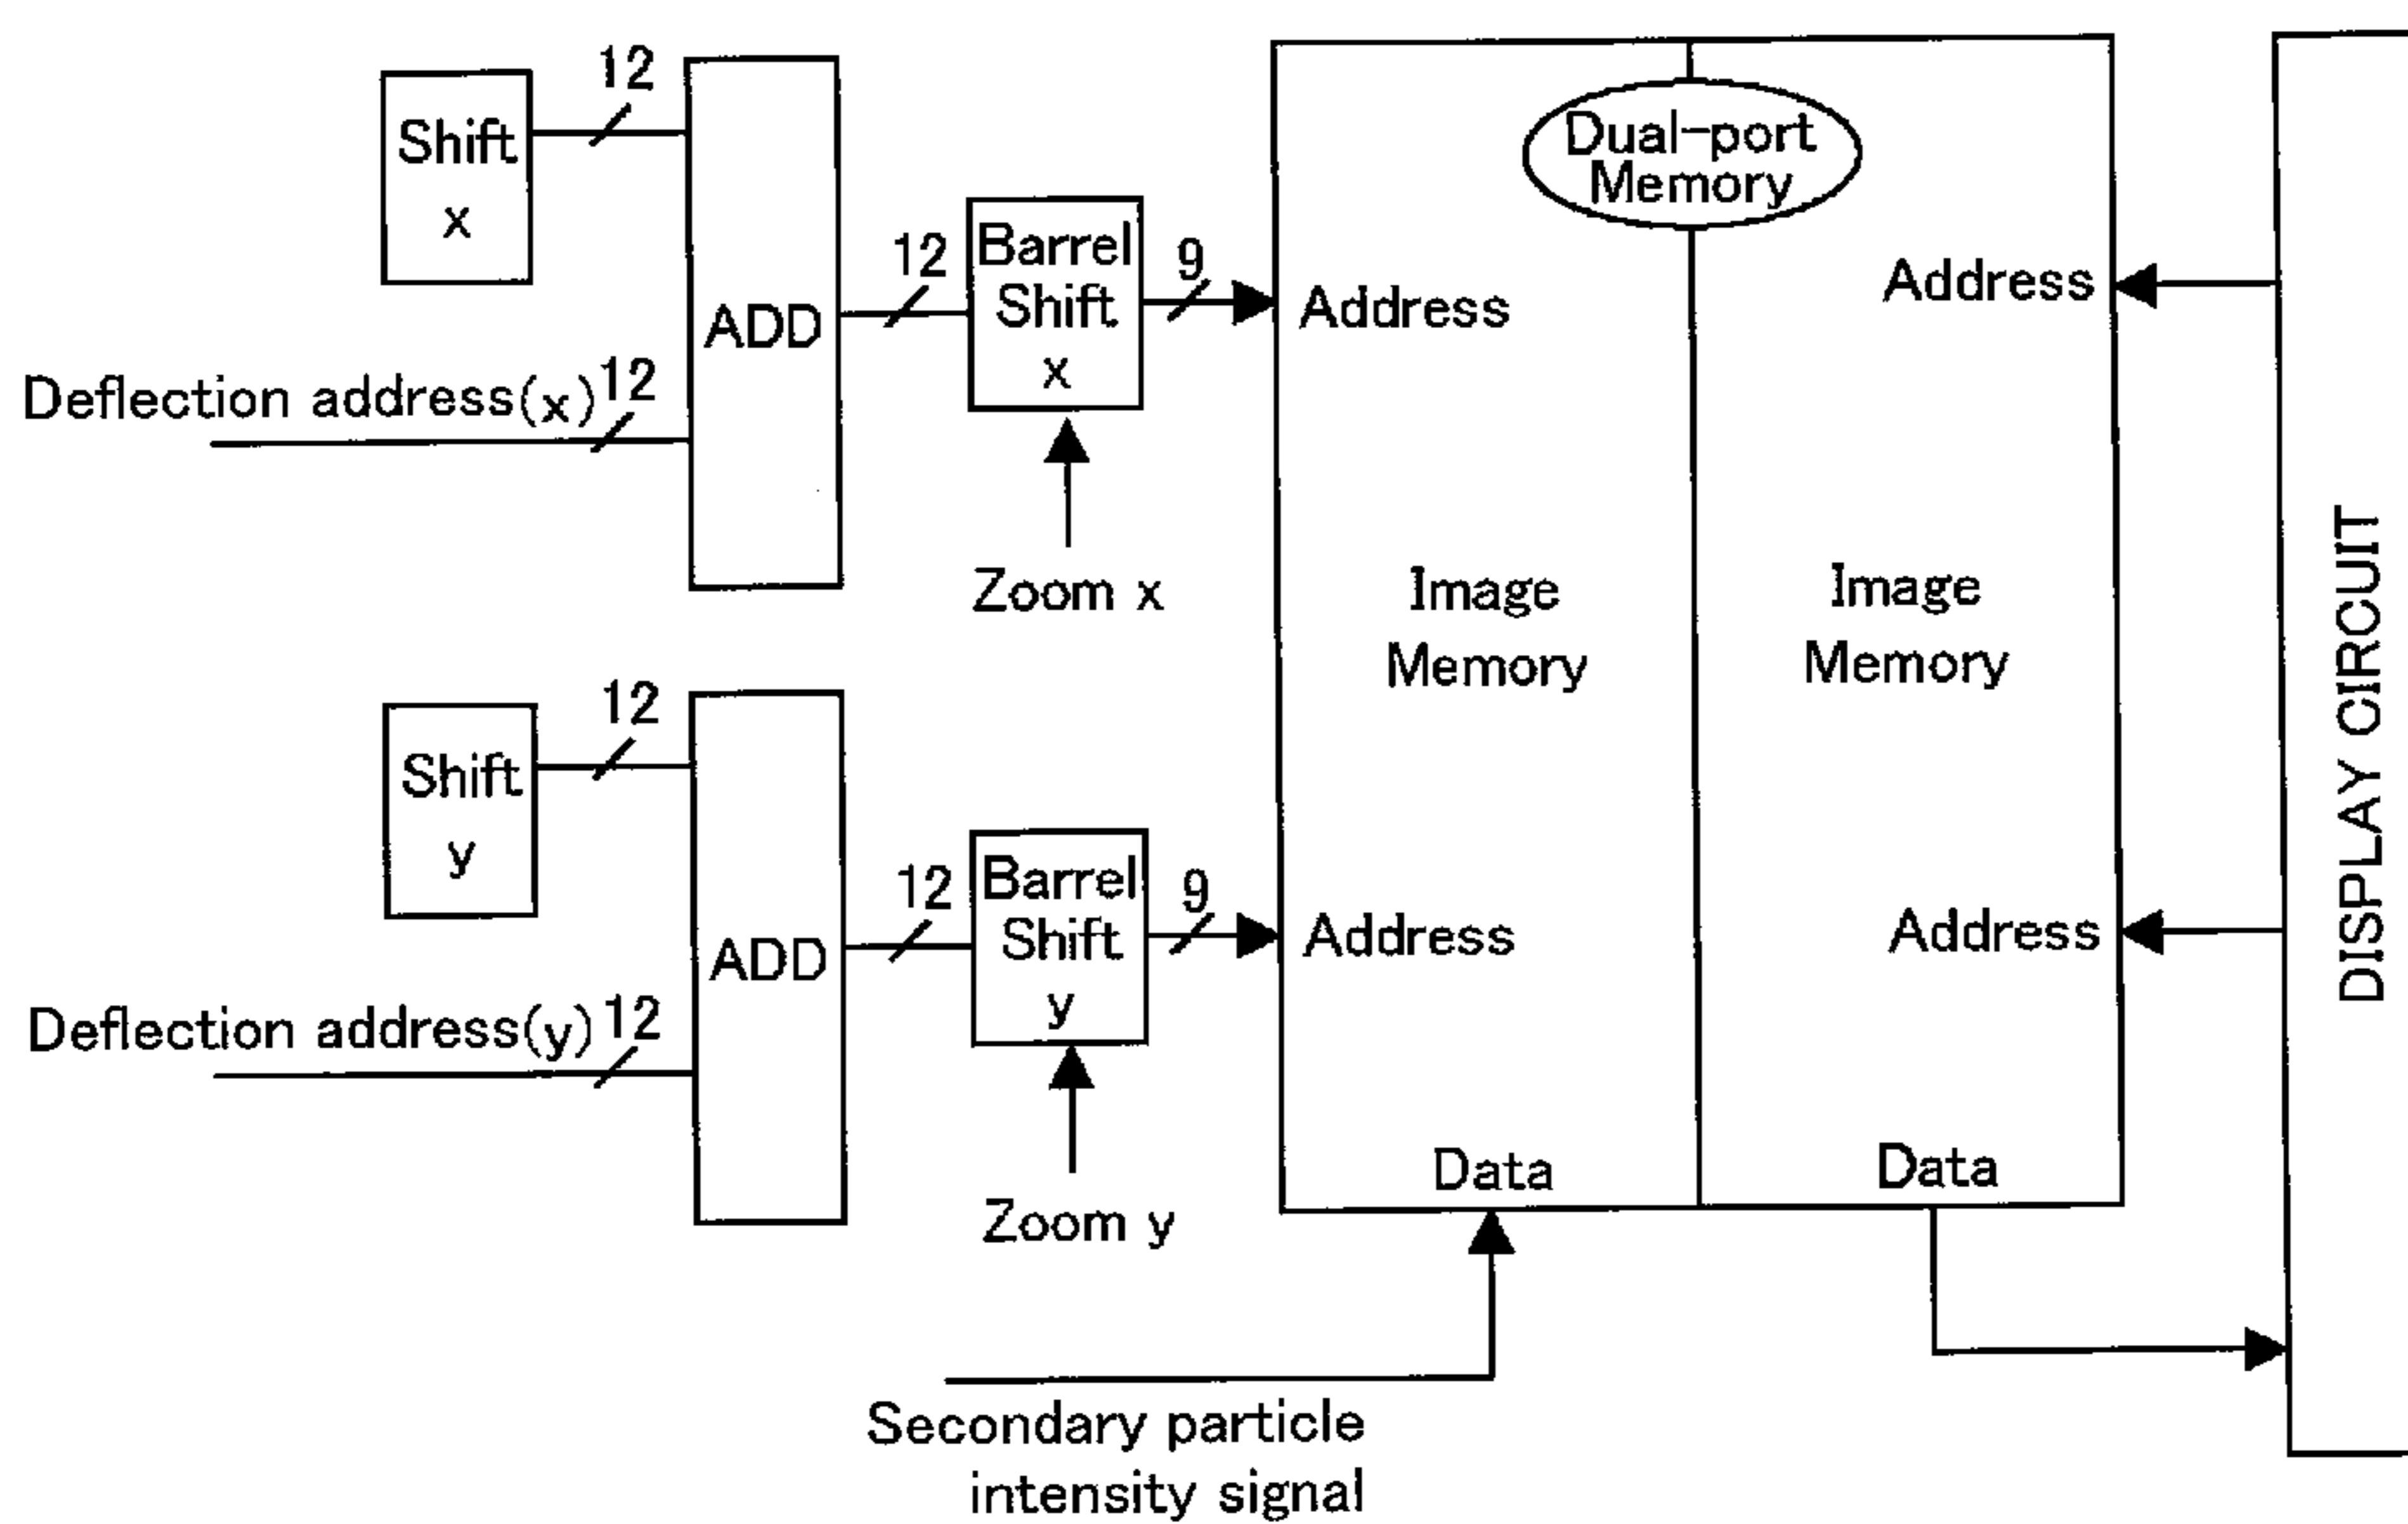 12
Shift
x
ADD
Deflection address(x) 12
12
Barrel
Shift
x
9
Zoom x
12
Shift
y
ADD
Deflection address(y) 12
12
Barrel
Shift
y
9
Zoom y
Dual-port
Memory
Address
Address
Image
Memory
Image
Memory
Address
Address
Data
Data
Secondary particle
intensity signal
DISPLAY CIRCUIT